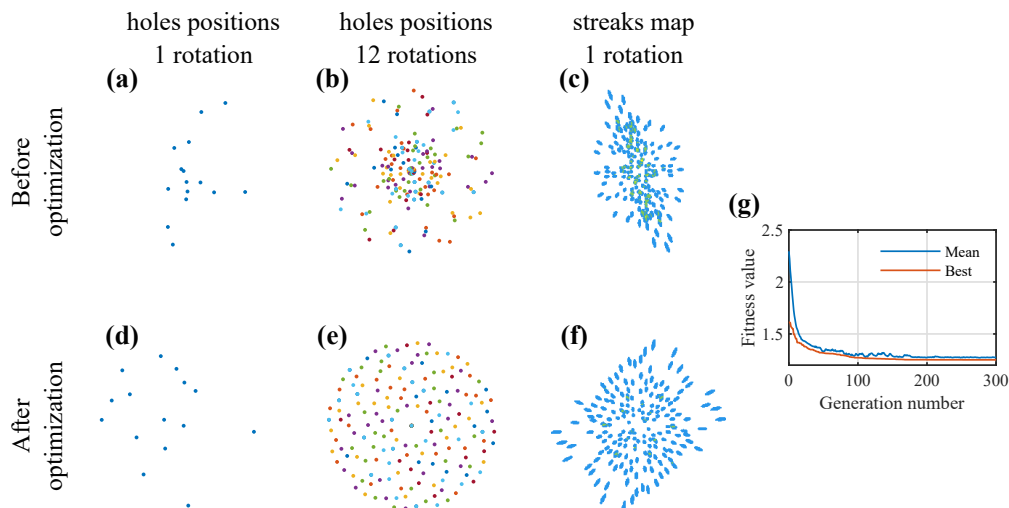 holes positions
1 rotation
holes positions
12 rotations
streaks map
1 rotation
Before
optimization
(a)
(b)
(c)
After
optimization
(d)
(e)
(f)
(g)
Fitness value
2.5
2
1.5
Mean
Best
0
100
200
300
Generation number